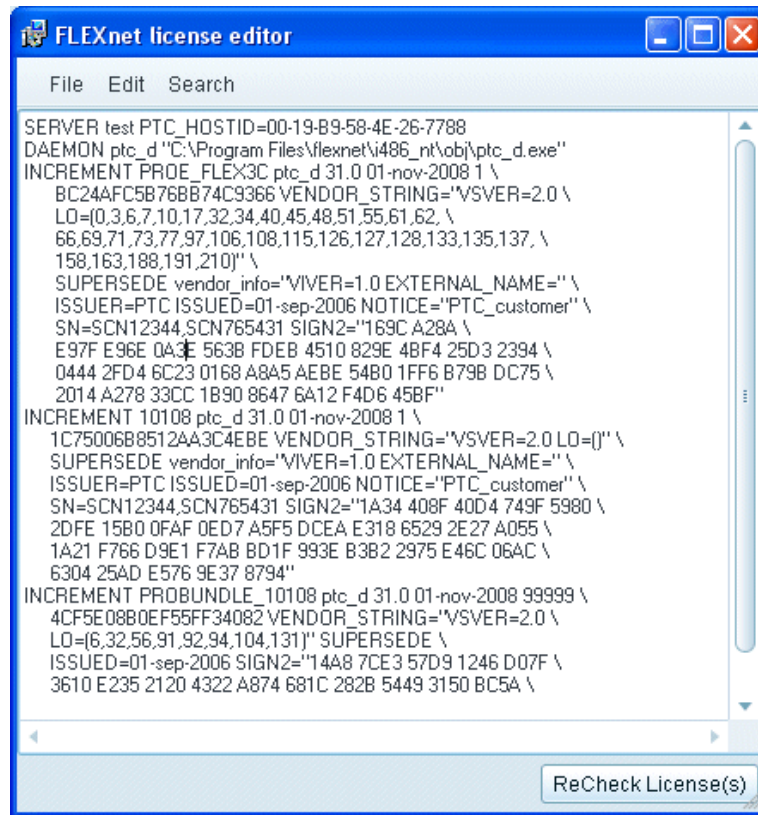 FLEXnet license editor
File Edit Search
SERVER test PTC_HOSTID=00-19-B9-58-4E-26-7788
DAEMON ptc_d "C:\Program Files\flexnet\i486_nt\obj\ptc_d.exe"
INCREMENT PROE_FLEX3C ptc_d 31.0 01-nov-2008 1 \
BC24AFC5B76BB74C9366 VENDOR_STRING="VSVER=2.0 \
LO=(0,3,6,7,10,17,32,34,40,45,48,51,55,61,62, \
66,69,71,73,77,97,106,108,115,126,127,128,133,135,137, \
158,163,188,191,210)" \
SUPERSEDE vendor_info="VIVER=1.0 EXTERNAL_NAME=" \
ISSUER=PTC ISSUED=01-sep-2006 NOTICE="PTC_customer" \
SN=SCN12344,SCN765431 SIGN2="169C A28A \
E97F E96E 0A3E 563B FDEB 4510 829E 4BF4 25D3 2394 \
0444 2FD4 6C23 0168 A8A5 AEBE 54B0 1FF6 B79B DC75 \
2014 A278 33CC 1B90 8647 6A12 F4D6 45BF"
INCREMENT 10108 ptc_d 31.0 01-nov-2008 1 \
1C75006B8512AA3C4EBE VENDOR_STRING="VSVER=2.0 LO=()" \
SUPERSEDE vendor_info="VIVER=1.0 EXTERNAL_NAME=" \
ISSUER=PTC ISSUED=01-sep-2006 NOTICE="PTC_customer" \
SN=SCN12344,SCN765431 SIGN2="1A34 408F 40D4 749F 5980 \
2DFE 15B0 0FAF 0ED7 A5F5 DCEA E318 6529 2E27 A055 \
1A21 F766 D9E1 F7AB BD1F 993E B3B2 2975 E46C 06AC \
6304 25AD E576 9E37 8794"
INCREMENT PROBUNDLE_10108 ptc_d 31.0 01-nov-2008 99999 \
4CF5E08B0EF55FF34082 VENDOR_STRING="VSVER=2.0 \
LO=(6,32,56,91,92,94,104,131)" SUPERSEDE \
ISSUED=01-sep-2006 SIGN2="14A8 7CE3 57D9 1246 D07F \
3610 E235 2120 4322 A874 681C 282B 5449 3150 BC5A \
ReCheck License(s)